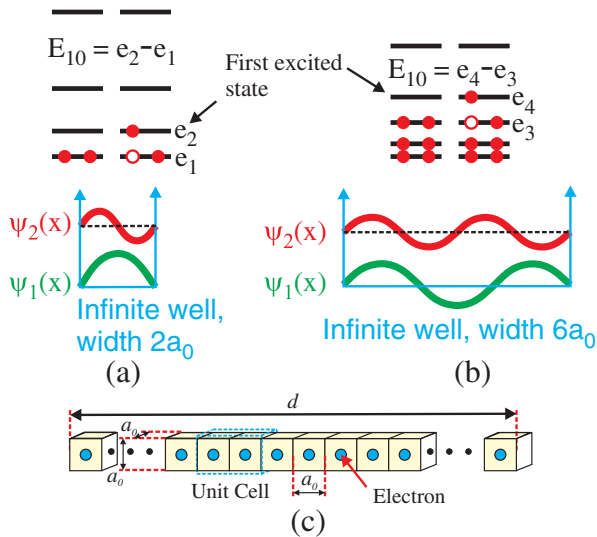 E₁₀ = e₂-e₁
First excited
state
e₂
e₁
ψ₂(x)
ψ₁(x)
Infinite well,
width 2a₀
(a)
E₁₀ = e₄-e₃
e₄
e₃
ψ₂(x)
ψ₁(x)
Infinite well, width 6a₀
(b)
d
a₀
a₀
Unit Cell
a₀
Electron
(c)